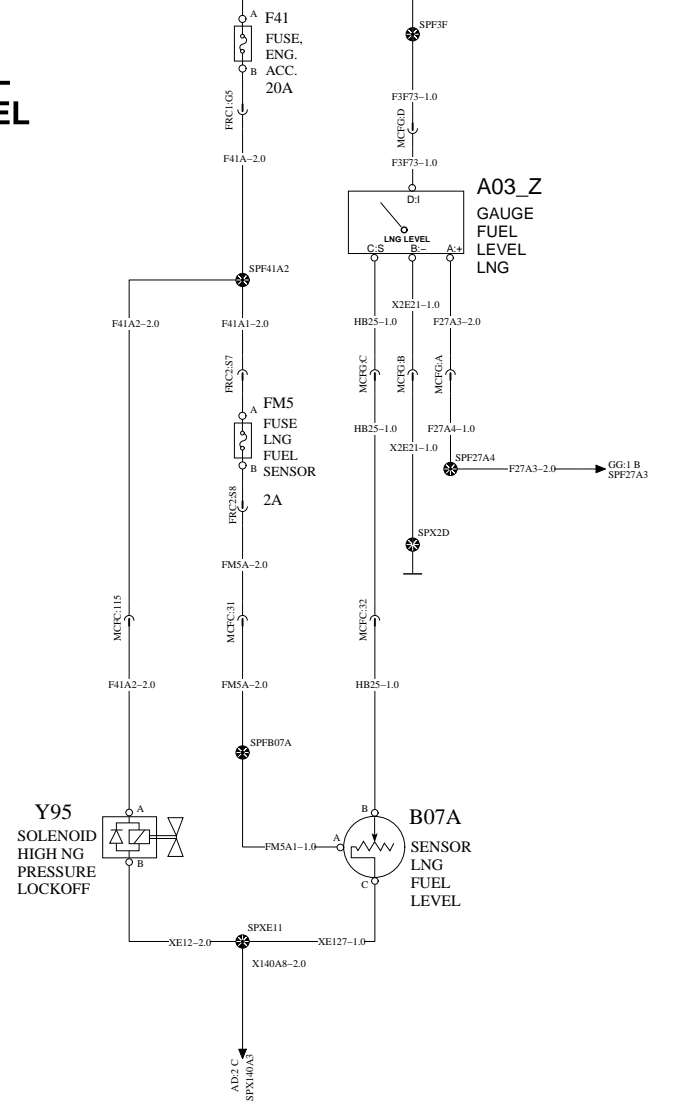 EL
A
F41
FUSE,
ENG.
B
ACC.
20A
FRC1:G5
F41A-2.0
SPF3F
F3F73-1.0
MCFG:D
F3F73-1.0
D:I
A03_Z
GAUGE
FUEL
LEVEL
LNG
LNG LEVEL
C:S
B:-
A:+
SPF41A2
F41A2-2.0
F41A1-2.0
X2E21-1.0
HB25-1.0
F27A3-2.0
FRC2:S7
MCFG:C
MCFG:B
MCFG:A
A
FM5
FUSE
LNG
FUEL
B
SENSOR
2A
FRC2:S8
HB25-1.0
F27A4-1.0
X2E21-1.0
SPF27A4
F27A3-2.0
GG:1 B
SPF27A3
SPX2D
FM5A-2.0
MCFC:115
MCFC:31
MCFC:32
F41A2-2.0
FM5A-2.0
HB25-1.0
SPFB07A
Y95
SOLENOID
HIGH NG
PRESSURE
LOCKOFF
A
B
FM5A1-1.0
A
B
C
B07A
SENSOR
LNG
FUEL
LEVEL
SPXE11
XE12-2.0
XE127-1.0
X140A8-2.0
AD:2 C
SPX140A3